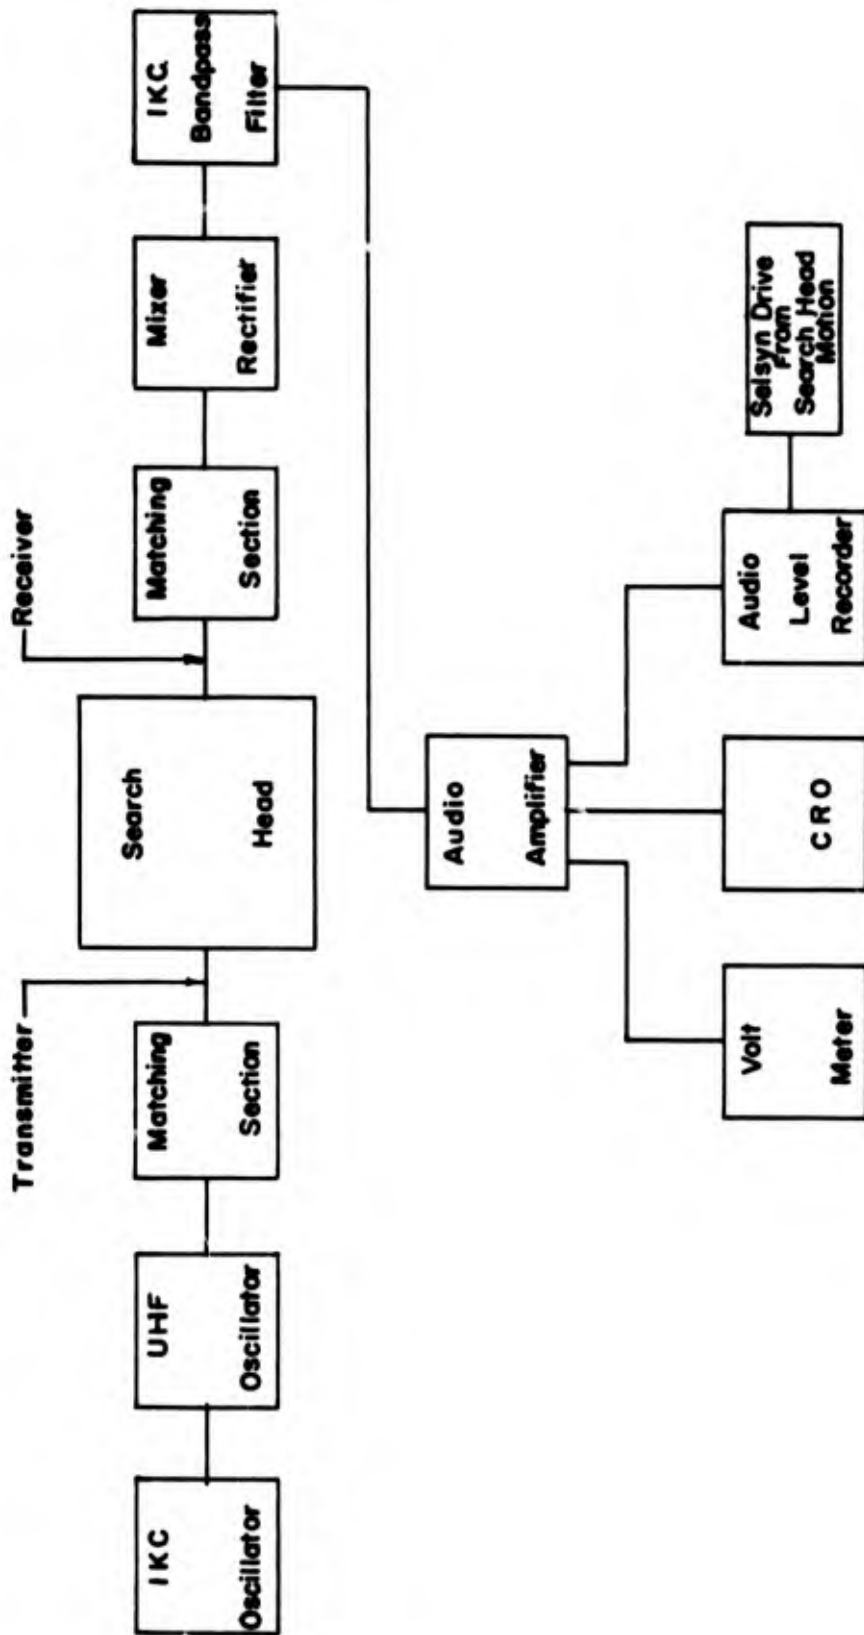 Transmitter
Receiver
IKC
Oscillator
UHF
Oscillator
Matching
Section
Search
Head
Matching
Section
Mixer
Rectifier
IKC.
Bandpass
Filter
Audio
Amplifier
Volt
Meter
CRO
Audio
Level
Recorder
Selsyn Drive
From
Search Head
Motion